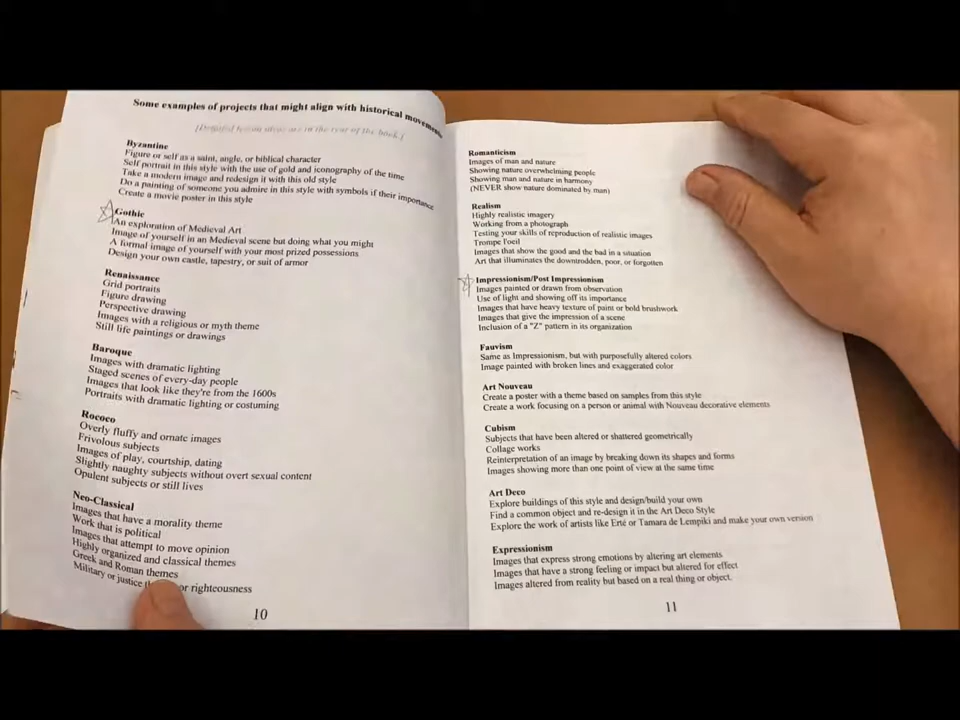 Some examples of projects that might align with historical movements
[Detailed lesson ideas are in the rear of the book.]
Byzantine
Figure or self as a saint, angle, or biblical character
Self portrait in this style with the use of gold and iconography of the time
Take a modern image and redesign it with this old style
Do a painting of someone you admire in this style with symbols if their importance
Create a movie poster in this style
Gothic
An exploration of Medieval Art
Image of yourself in an Medieval scene but doing what you might
A formal image of yourself with your most prized possessions
Design your own castle, tapestry, or suit of armor
Renaissance
Grid portraits
Figure drawing
Perspective drawing
Images with a religious or myth theme
Still life paintings or drawings
Baroque
Images with dramatic lighting
Staged scenes of every-day people
Images that look like they're from the 1600s
Portraits with dramatic lighting or costuming
Rococo
Overly fluffy and ornate images
Frivolous subjects
Images of play, courtship, dating
Slightly naughty subjects without overt sexual content
Opulent subjects or still lives
Neo-Classical
Images that have a morality theme
Work that is political
Images that attempt to move opinion
Highly organized and classical themes
Greek and Roman themes
Military or justice or righteousness
10
Romanticism
Images of man and nature
Showing nature overwhelming people
Showing man and nature in harmony
(NEVER show nature dominated by man)
Realism
Highly realistic imagery
Working from a photograph
Testing your skills of reproduction of realistic images
Trompe l'oeil
Images that show the good and the bad in a situation
Art that illuminates the downtrodden, poor, or forgotten
Impressionism/Post Impressionism
Images painted or drawn from observation
Use of light and showing off its importance
Images that have heavy texture of paint or bold brushwork
Images that give the impression of a scene
Inclusion of a "Z" pattern in its organization
Fauvism
Same as Impressionism, but with purposefully altered colors
Image painted with broken lines and exaggerated color
Art Nouveau
Create a poster with a theme based on samples from this style
Create a work focusing on a person or animal with Nouveau decorative elements
Cubism
Subjects that have been altered or shattered geometrically
Collage works
Reinterpretation of an image by breaking down its shapes and forms
Images showing more than one point of view at the same time
Art Deco
Explore buildings of this style and design/build your own
Find a common object and re-design it in the Art Deco Style
Explore the work of artists like Erté or Tamara de Lempiki and make your own version
Expressionism
Images that express strong emotions by altering art elements
Images that have a strong feeling or impact but altered for effect
Images altered from reality but based on a real thing or object.
11